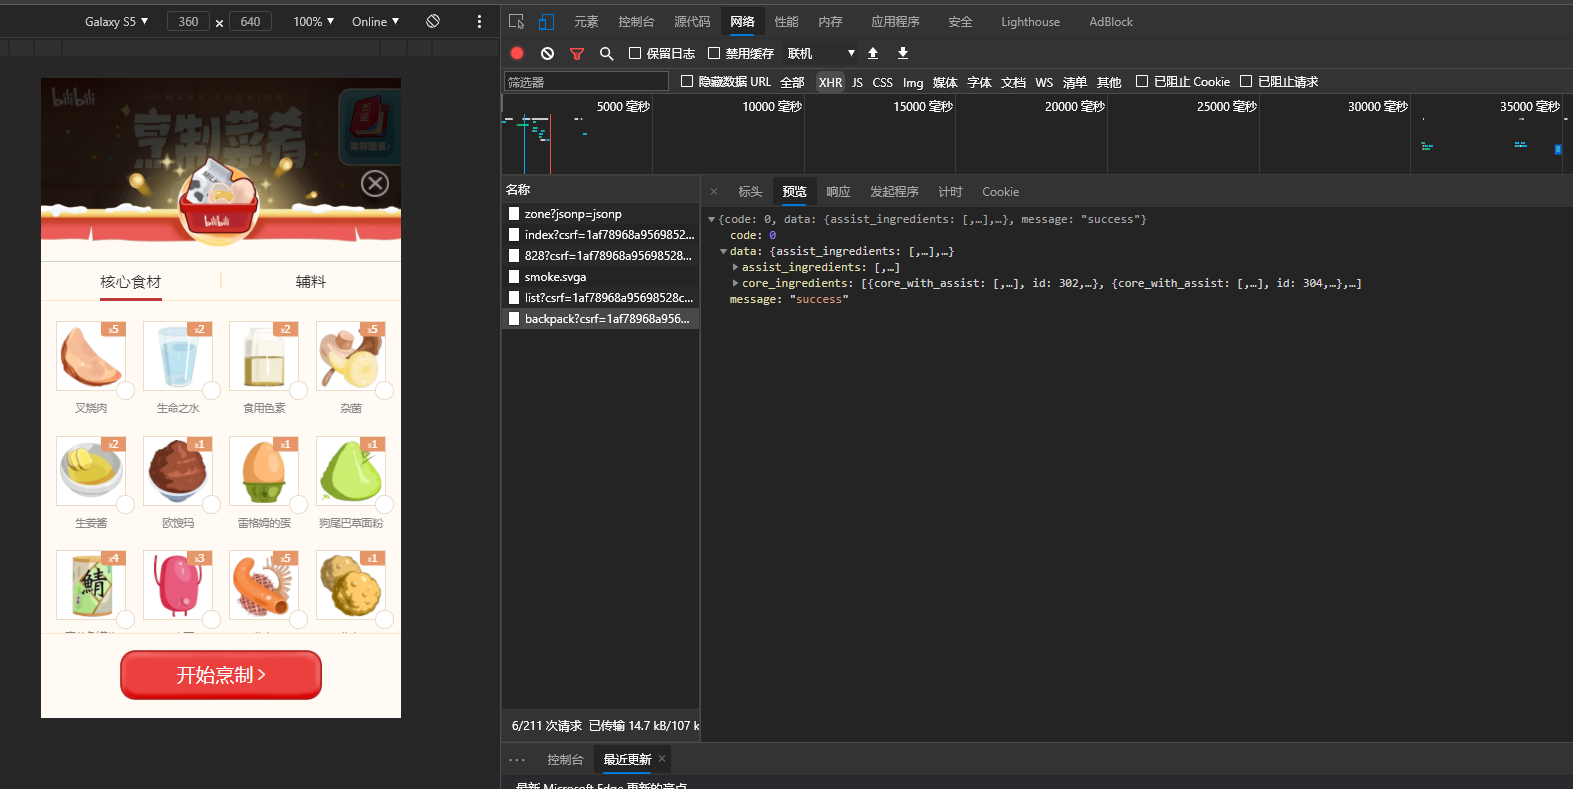 Galaxy S5 ▼ 360 × 640 100% ▼ Online ▼
元素 控制台 源代码 网络 性能 内存 应用程序 安全 Lighthouse AdBlock
保留日志 禁用缓存 联机 ▼
筛选器 隐藏数据 URL 全部 XHR JS CSS Img 媒体 字体 文档 WS 清单 其他 已阻止 Cookie 已阻止请求
5000 毫秒 10000 毫秒 15000 毫秒 20000 毫秒 25000 毫秒 30000 毫秒 35000 毫秒
bilibili
MAKE COOKING
烹制菜肴
MILK
bilibili
核心食材 辅料
x5 x2 x2 x5
叉烧肉 生命之水 食用色素 杂菌
x2 x1 x1 x1
生姜酱 欧馊玛 雷格姆的蛋 狗尾巴草面粉
x4 x3 x5 x1
鯖
开始烹制 >
名称
zone?jsonp=jsonp
index?csrf=1af78968a9569852...
828?csrf=1af78968a95698528...
smoke.svga
list?csrf=1af78968a95698528c...
backpack?csrf=1af78968a956...
6/211 次请求 已传输 14.7 kB/107 k
× 标头 预览 响应 发起程序 计时 Cookie
{code: 0, data: {assist_ingredients: [,…],…}, message: "success"}
code: 0
data: {assist_ingredients: [,…],…}
assist_ingredients: [,…]
core_ingredients: [{core_with_assist: [,…], id: 302,…}, {core_with_assist: [,…], id: 304,…},…]
message: "success"
... 控制台 最近更新 ×
最新 Microsoft Edge 更新的亮点